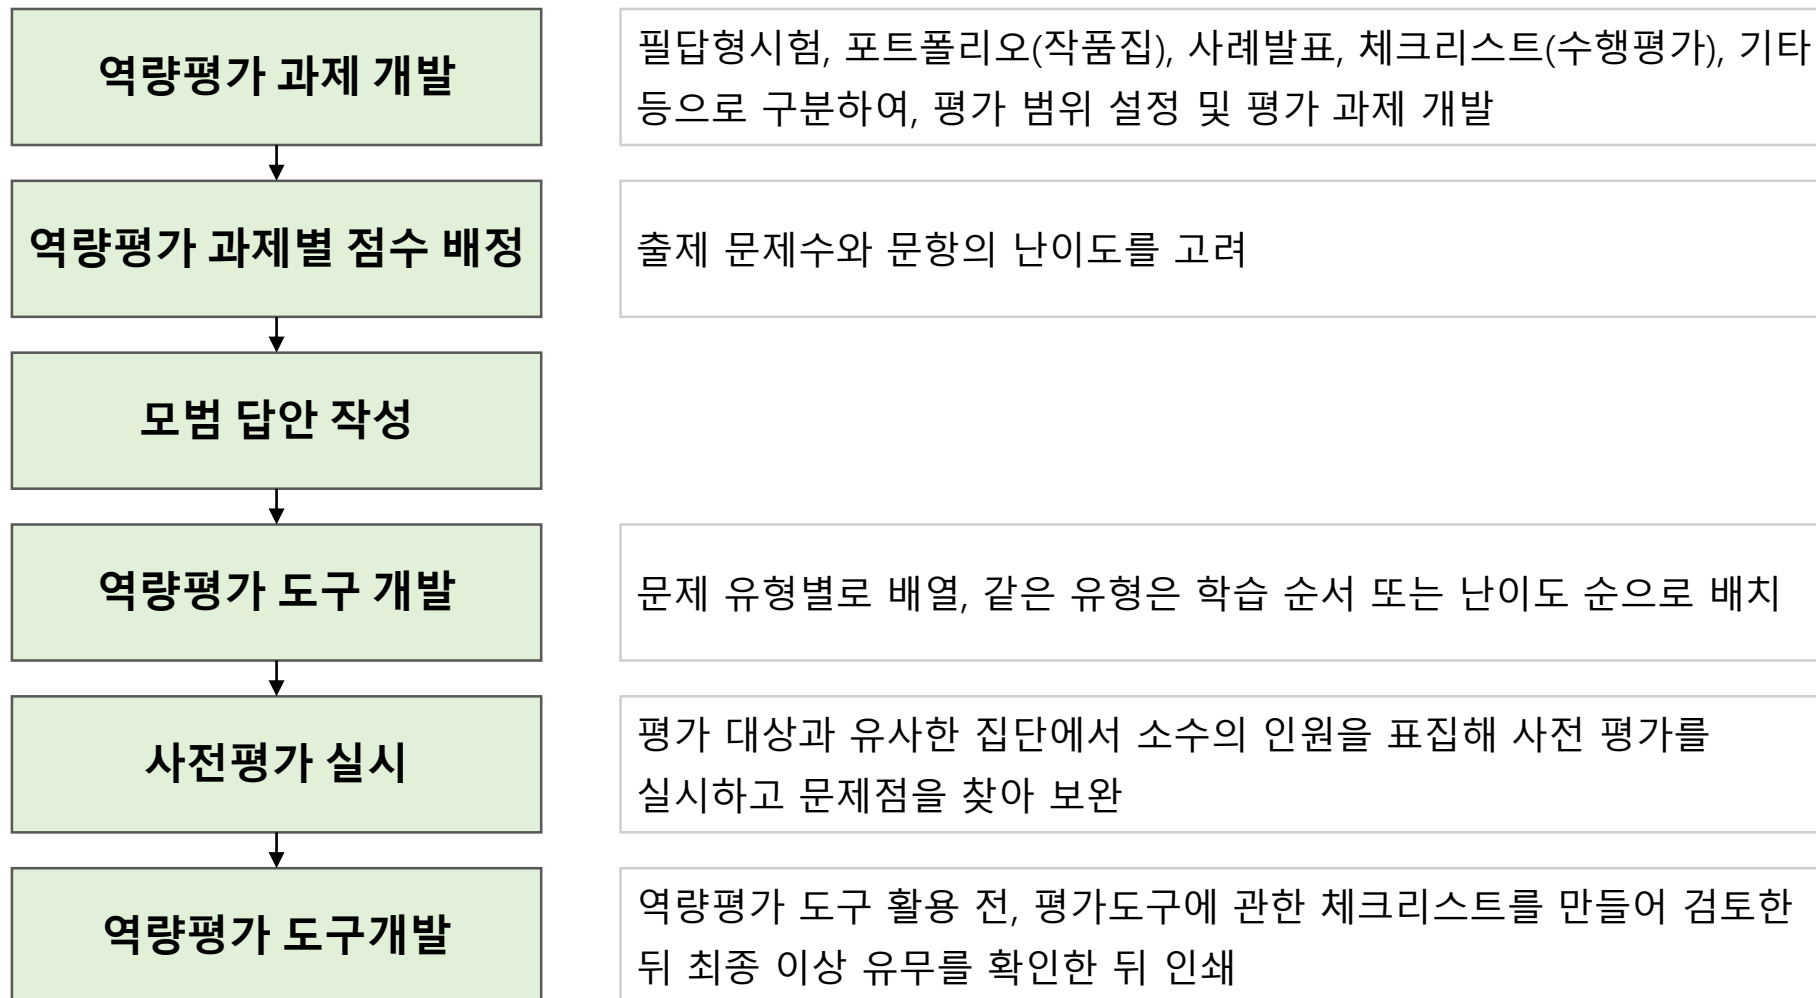 역량평가 과제 개발
필답형시험, 포트폴리오(작품집), 사례발표, 체크리스트(수행평가), 기타
등으로 구분하여, 평가 범위 설정 및 평가 과제 개발
역량평가 과제별 점수 배정
출제 문제수와 문항의 난이도를 고려
모범 답안 작성
역량평가 도구 개발
문제 유형별로 배열, 같은 유형은 학습 순서 또는 난이도 순으로 배치
사전평가 실시
평가 대상과 유사한 집단에서 소수의 인원을 표집해 사전 평가를
실시하고 문제점을 찾아 보완
역량평가 도구개발
역량평가 도구 활용 전, 평가도구에 관한 체크리스트를 만들어 검토한
뒤 최종 이상 유무를 확인한 뒤 인쇄